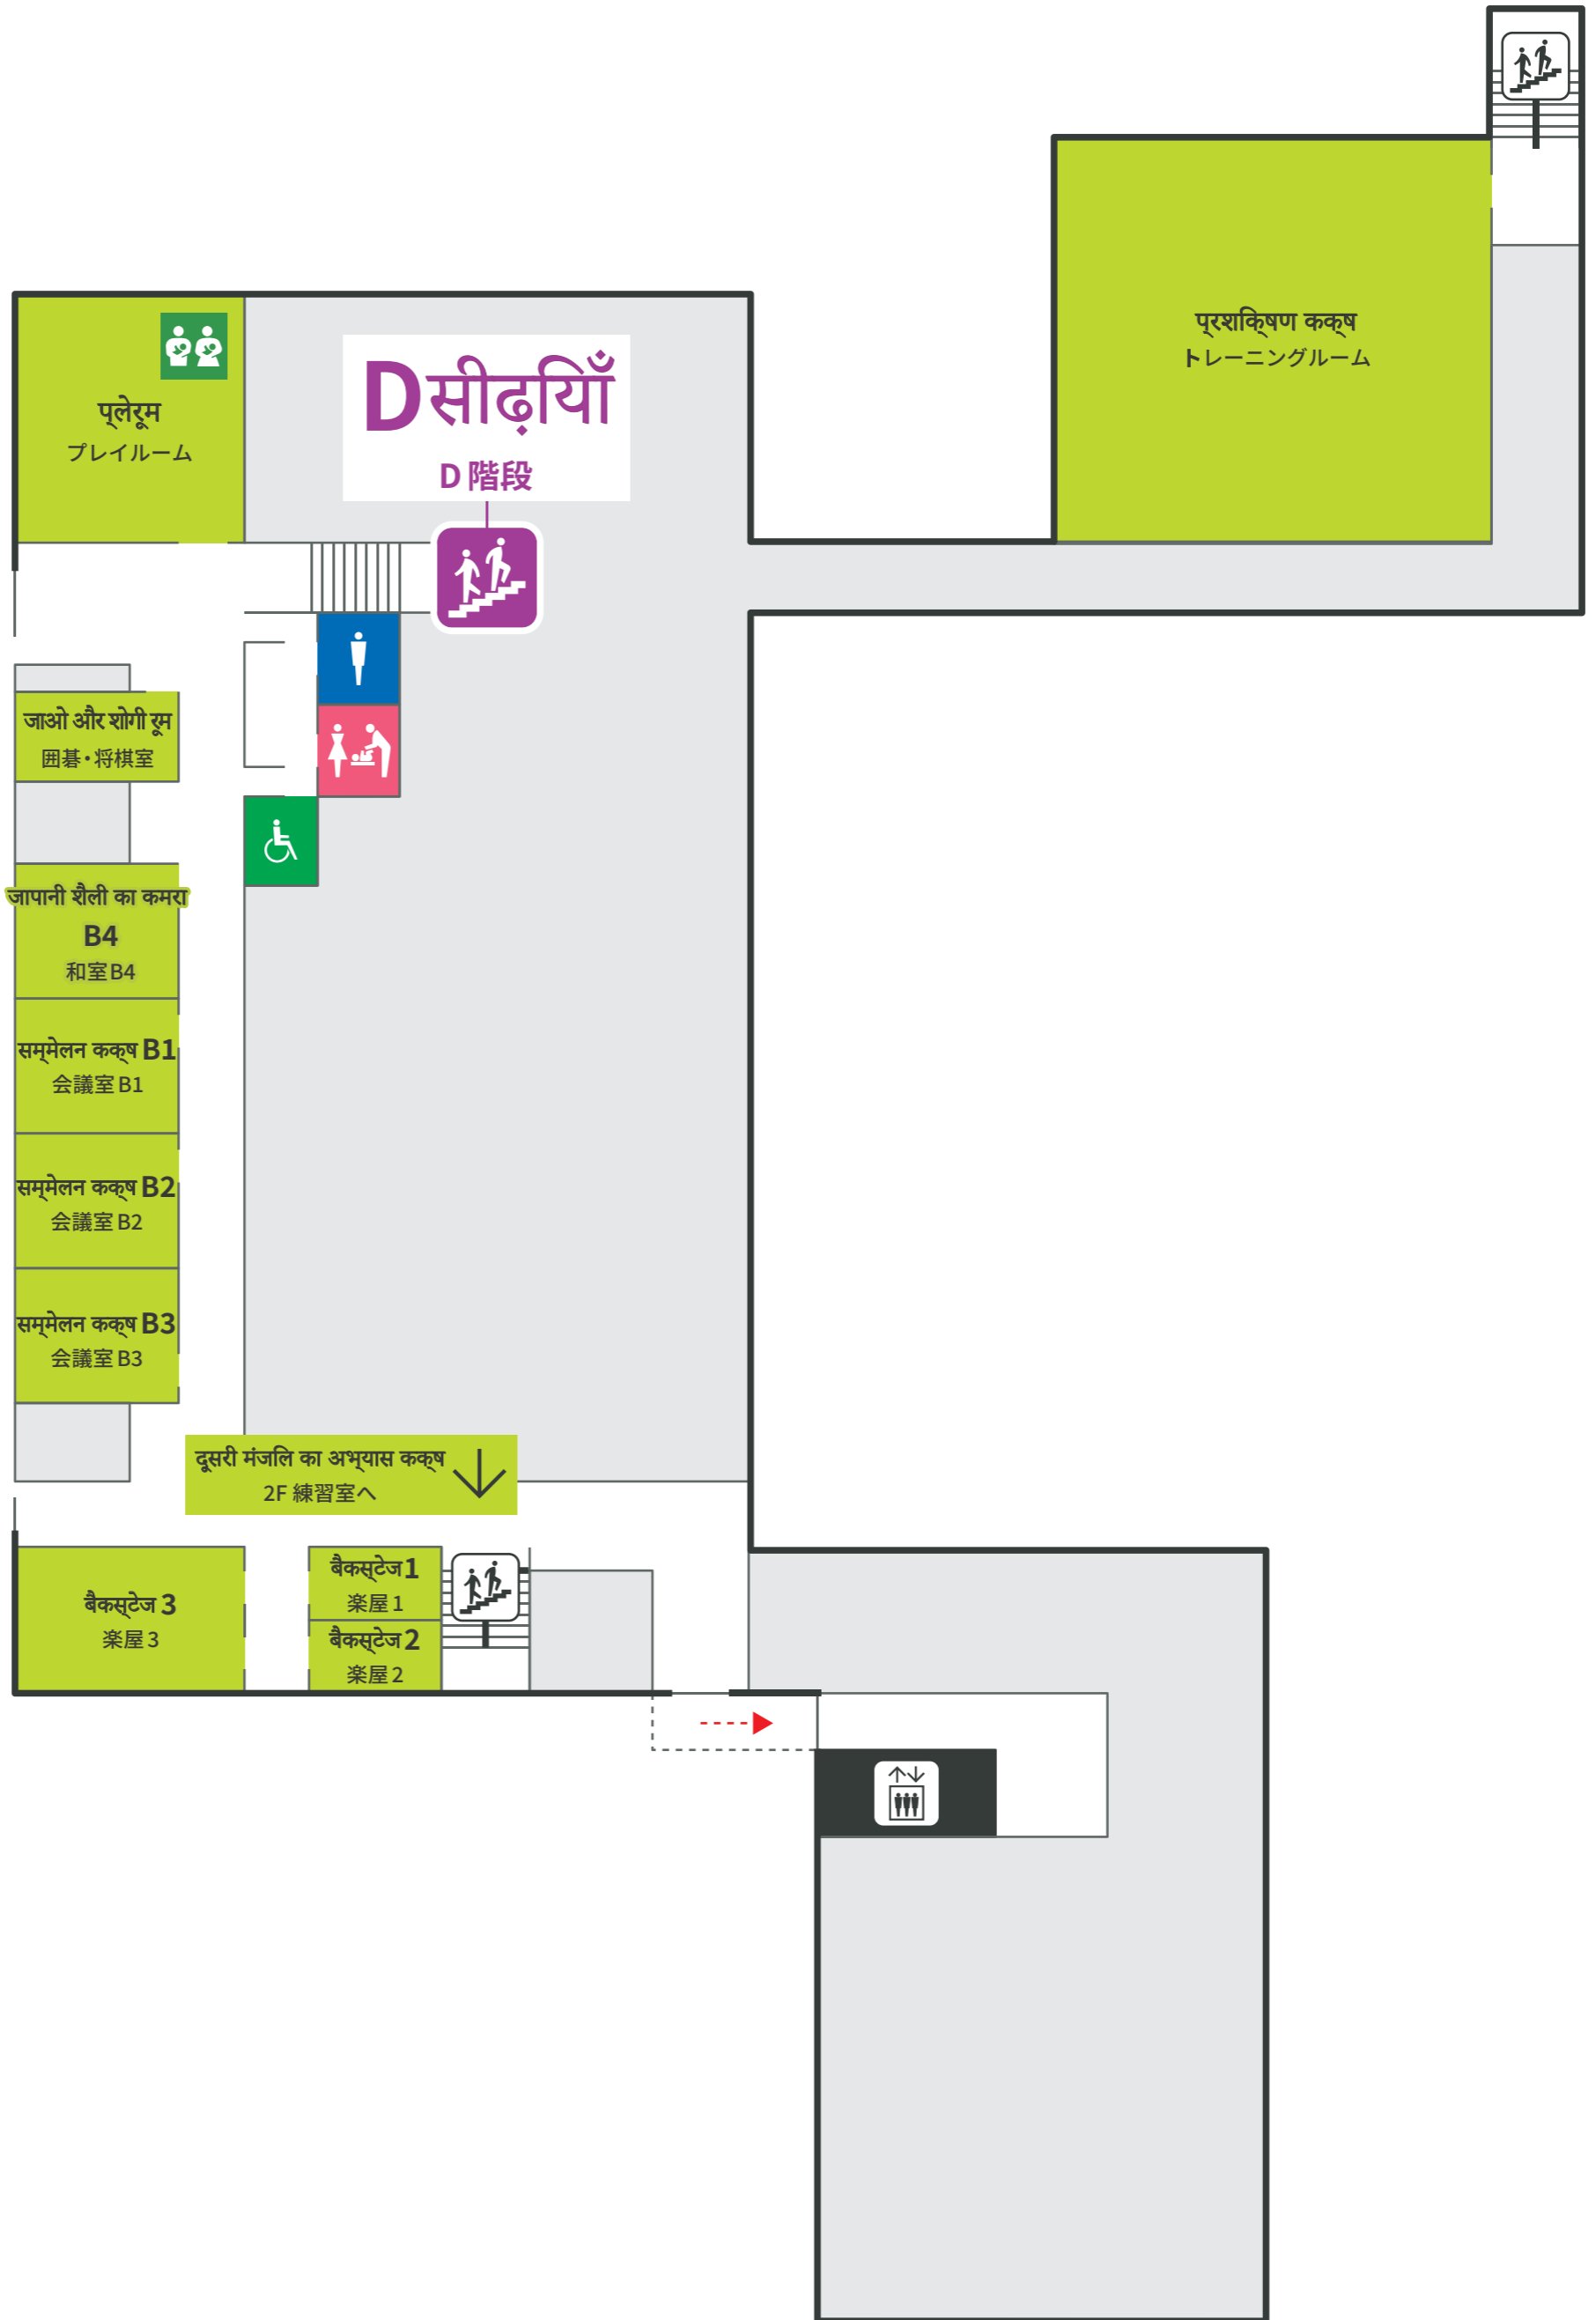 प्रशिक्षण कक्ष
トレーニングルーム
प्लेरूम
プレイルーム
Dसीढ़ियाँ
D 階段
जाओ और शोगी रूम
囲碁・将棋室
जापानी शैली का कमरा
B4
和室B4
सम्मेलन कक्ष B1
会議室B1
सम्मेलन कक्ष B2
会議室B2
सम्मेलन कक्ष B3
会議室B3
दूसरी मंजिल का अभ्यास कक्ष
2F 練習室へ
बैकस्टेज 1
楽屋1
बैकस्टेज 3
楽屋3
बैकस्टेज 2
楽屋2